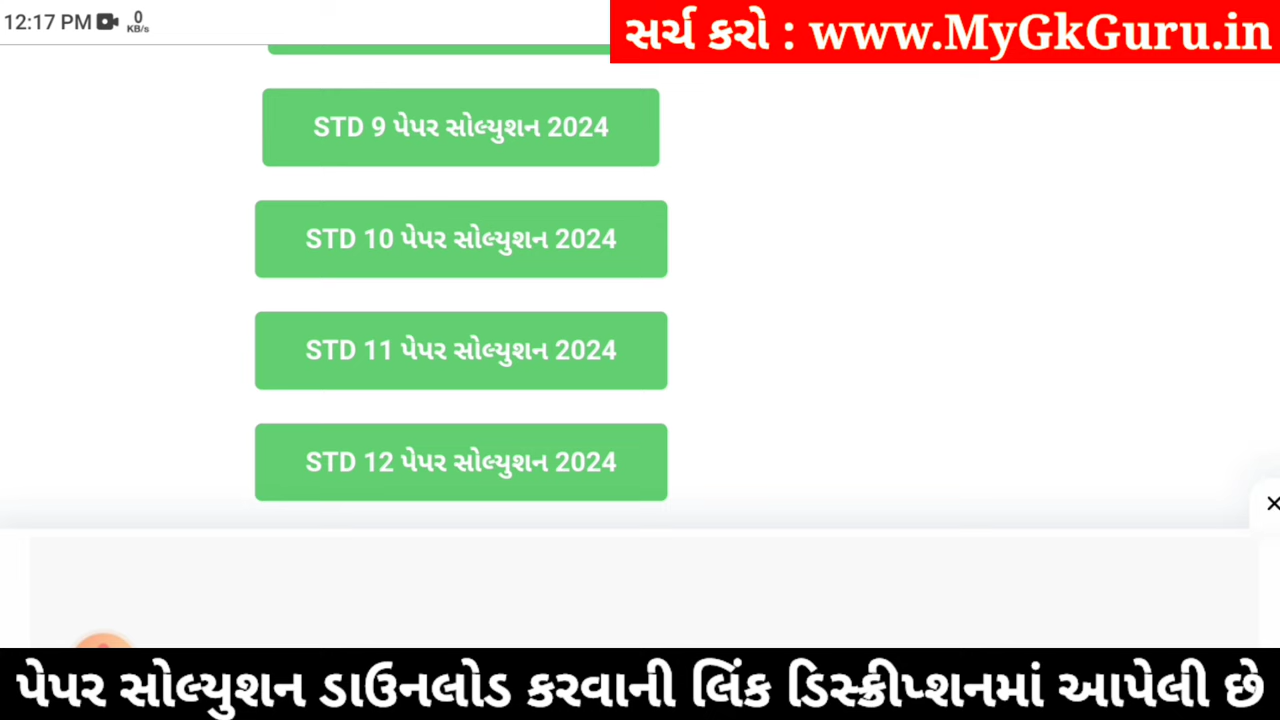 12:17 PM 0 KB/s
સર્ચ કરો : www.MyGkGuru.in
STD 9 પેપર સોલ્યુશન 2024
STD 10 પેપર સોલ્યુશન 2024
STD 11 પેપર સોલ્યુશન 2024
STD 12 પેપર સોલ્યુશન 2024
પેપર સોલ્યુશન ડાઉનલોડ કરવાની લિંક ડિસ્ક્રીપ્શનમાં આપેલી છે